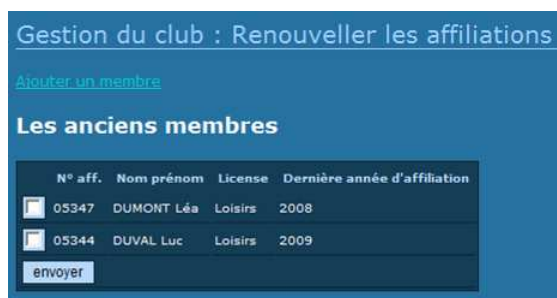 Gestion du club : Renouveller les affiliations
Ajouter un membre
Les anciens membres
N° aff. Nom prénom License Dernière année d'affiliation
05347 DUMONT Léa Loisirs 2008
05344 DUVAL Luc Loisirs 2009
envoyer